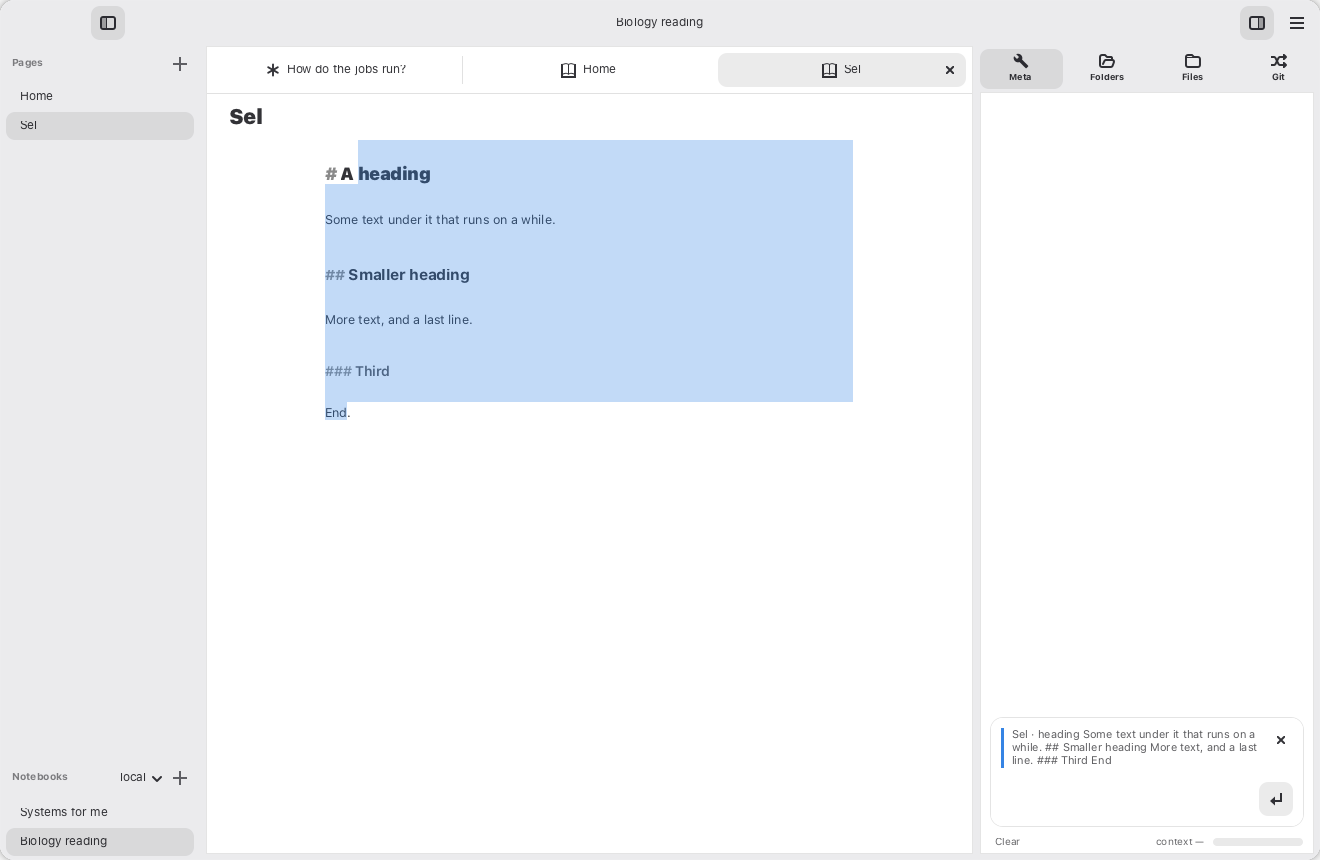 Biology reading
Pages
Home
Sel
How do the jobs run?
Home
Sel
Sel
# A heading
Some text under it that runs on a while.
## Smaller heading
More text, and a last line.
### Third
End.
Meta
Folders
Files
Git
Sel · heading Some text under it that runs on a
while. ## Smaller heading More text, and a last
line. ### Third End
Clear
context —
Notebooks
local
Systems for me
Biology reading